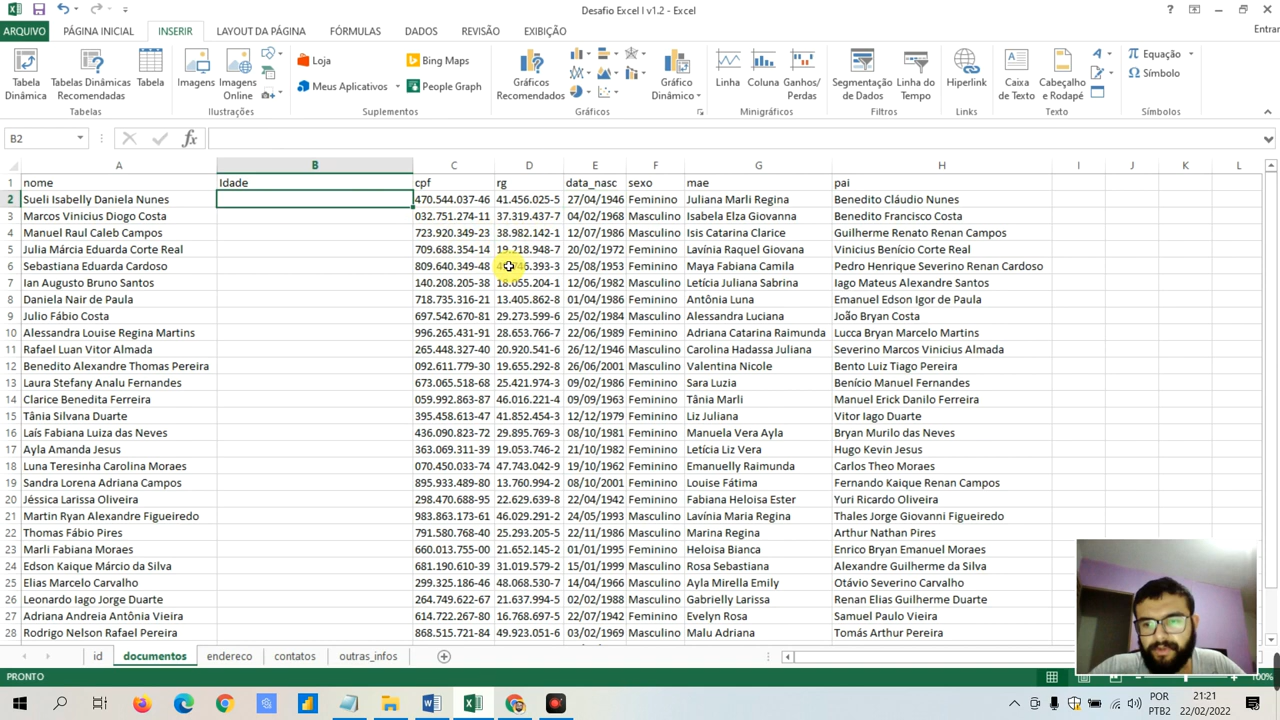 Desafio Excel I v1.2 - Excel
Entrar
ARQUIVO PÁGINA INICIAL INSERIR LAYOUT DA PÁGINA FÓRMULAS DADOS REVISÃO EXIBIÇÃO
Tabela Dinâmica
Tabelas Dinâmicas Recomendadas
Tabela
Imagens
Imagens Online
Loja
Meus Aplicativos
Bing Maps
People Graph
Gráficos Recomendados
Gráfico Dinâmico
Linha
Coluna
Ganhos/Perdas
Segmentação de Dados
Linha do Tempo
Hiperlink
Caixa de Texto
Cabeçalho e Rodapé
Equação
Símbolo
Tabelas Ilustrações Suplementos Gráficos Minigráficos Filtros Links Texto Símbolos
B2 fx
A B C D E F G H I J K L
1 nome Idade cpf rg data_nasc sexo mae pai
2 Sueli Isabelly Daniela Nunes 470.544.037-46 41.456.025-5 27/04/1946 Feminino Juliana Marli Regina Benedito Cláudio Nunes
3 Marcos Vinicius Diogo Costa 032.751.274-11 37.319.437-7 04/02/1968 Masculino Isabela Elza Giovanna Benedito Francisco Costa
4 Manuel Raul Caleb Campos 723.920.349-23 38.982.142-1 12/07/1986 Masculino Isis Catarina Clarice Guilherme Renato Renan Campos
5 Julia Márcia Eduarda Corte Real 709.688.354-14 19.218.948-7 20/02/1972 Feminino Lavínia Raquel Giovana Vinicius Benício Corte Real
6 Sebastiana Eduarda Cardoso 809.640.349-48 25/08/1953 Feminino Maya Fabiana Camila Pedro Henrique Severino Renan Cardoso
7 Ian Augusto Bruno Santos 140.208.205-38 18.055.204-1 12/06/1982 Masculino Letícia Juliana Sabrina Iago Mateus Alexandre Santos
8 Daniela Nair de Paula 718.735.316-21 13.405.862-8 01/04/1986 Feminino Antônia Luna Emanuel Edson Igor de Paula
9 Julio Fábio Costa 697.542.670-81 29.273.599-6 25/02/1984 Masculino Alessandra Luciana João Bryan Costa
10 Alessandra Louise Regina Martins 996.265.431-91 28.653.766-7 22/06/1989 Feminino Adriana Catarina Raimunda Lucca Bryan Marcelo Martins
11 Rafael Luan Vitor Almada 265.448.327-40 20.920.541-6 26/12/1946 Masculino Carolina Hadassa Juliana Severino Marcos Vinicius Almada
12 Benedito Alexandre Thomas Pereira 092.611.779-30 19.655.292-8 26/06/2001 Masculino Valentina Nicole Bento Luiz Tiago Pereira
13 Laura Stefany Analu Fernandes 673.065.518-68 25.421.974-3 09/02/1986 Feminino Sara Luzia Benício Manuel Fernandes
14 Clarice Benedita Ferreira 059.992.863-87 46.016.221-4 09/09/1963 Feminino Tânia Marli Manuel Erick Danilo Ferreira
15 Tânia Silvana Duarte 395.458.613-47 41.852.454-3 12/12/1979 Feminino Liz Juliana Vitor Iago Duarte
16 Laís Fabiana Luiza das Neves 436.090.823-72 29.895.769-3 08/10/1981 Feminino Manuela Vera Ayla Bryan Murilo das Neves
17 Ayla Amanda Jesus 363.069.311-39 19.053.746-2 21/10/1982 Feminino Letícia Liz Vera Hugo Kevin Jesus
18 Luna Teresinha Carolina Moraes 070.450.033-74 47.743.042-9 19/10/1962 Feminino Emanuelly Raimunda Carlos Theo Moraes
19 Sandra Lorena Adriana Campos 895.933.489-80 13.760.994-2 08/10/2001 Feminino Louise Fátima Fernando Kaique Renan Campos
20 Jéssica Larissa Oliveira 298.470.688-95 22.629.639-8 22/04/1942 Feminino Fabiana Heloisa Ester Yuri Ricardo Oliveira
21 Martin Ryan Alexandre Figueiredo 983.863.173-61 46.029.291-2 24/05/1993 Masculino Lavínia Maria Regina Thales Jorge Giovanni Figueiredo
22 Thomas Fábio Pires 791.580.768-40 25.293.205-5 22/11/1986 Masculino Marina Regina Arthur Nathan Pires
23 Marli Fabiana Moraes 660.013.755-00 21.652.145-2 01/01/1995 Feminino Heloisa Bianca Enrico Bryan Emanuel Moraes
24 Edson Kaique Márcio da Silva 681.190.610-39 31.019.579-2 15/01/1999 Masculino Rosa Sebastiana Alexandre Guilherme da Silva
25 Elias Marcelo Carvalho 299.325.186-46 48.068.530-7 14/04/1966 Masculino Ayla Mirella Emily Otávio Severino Carvalho
26 Leonardo Iago Jorge Duarte 264.749.622-67 21.637.994-5 02/02/1988 Masculino Gabrielly Larissa Renan Elias Guilherme Duarte
27 Adriana Andreia Antônia Vieira 614.722.267-80 16.768.697-5 22/07/1942 Feminino Evelyn Rosa Samuel Paulo Vieira
28 Rodrigo Nelson Rafael Pereira 868.515.721-84 49.923.051-6 03/02/1969 Masculino Malu Adriana Tomás Arthur Pereira
id documentos endereco contatos outras_infos
PRONTO 100%
POR 21:21
PTB2 22/02/2022